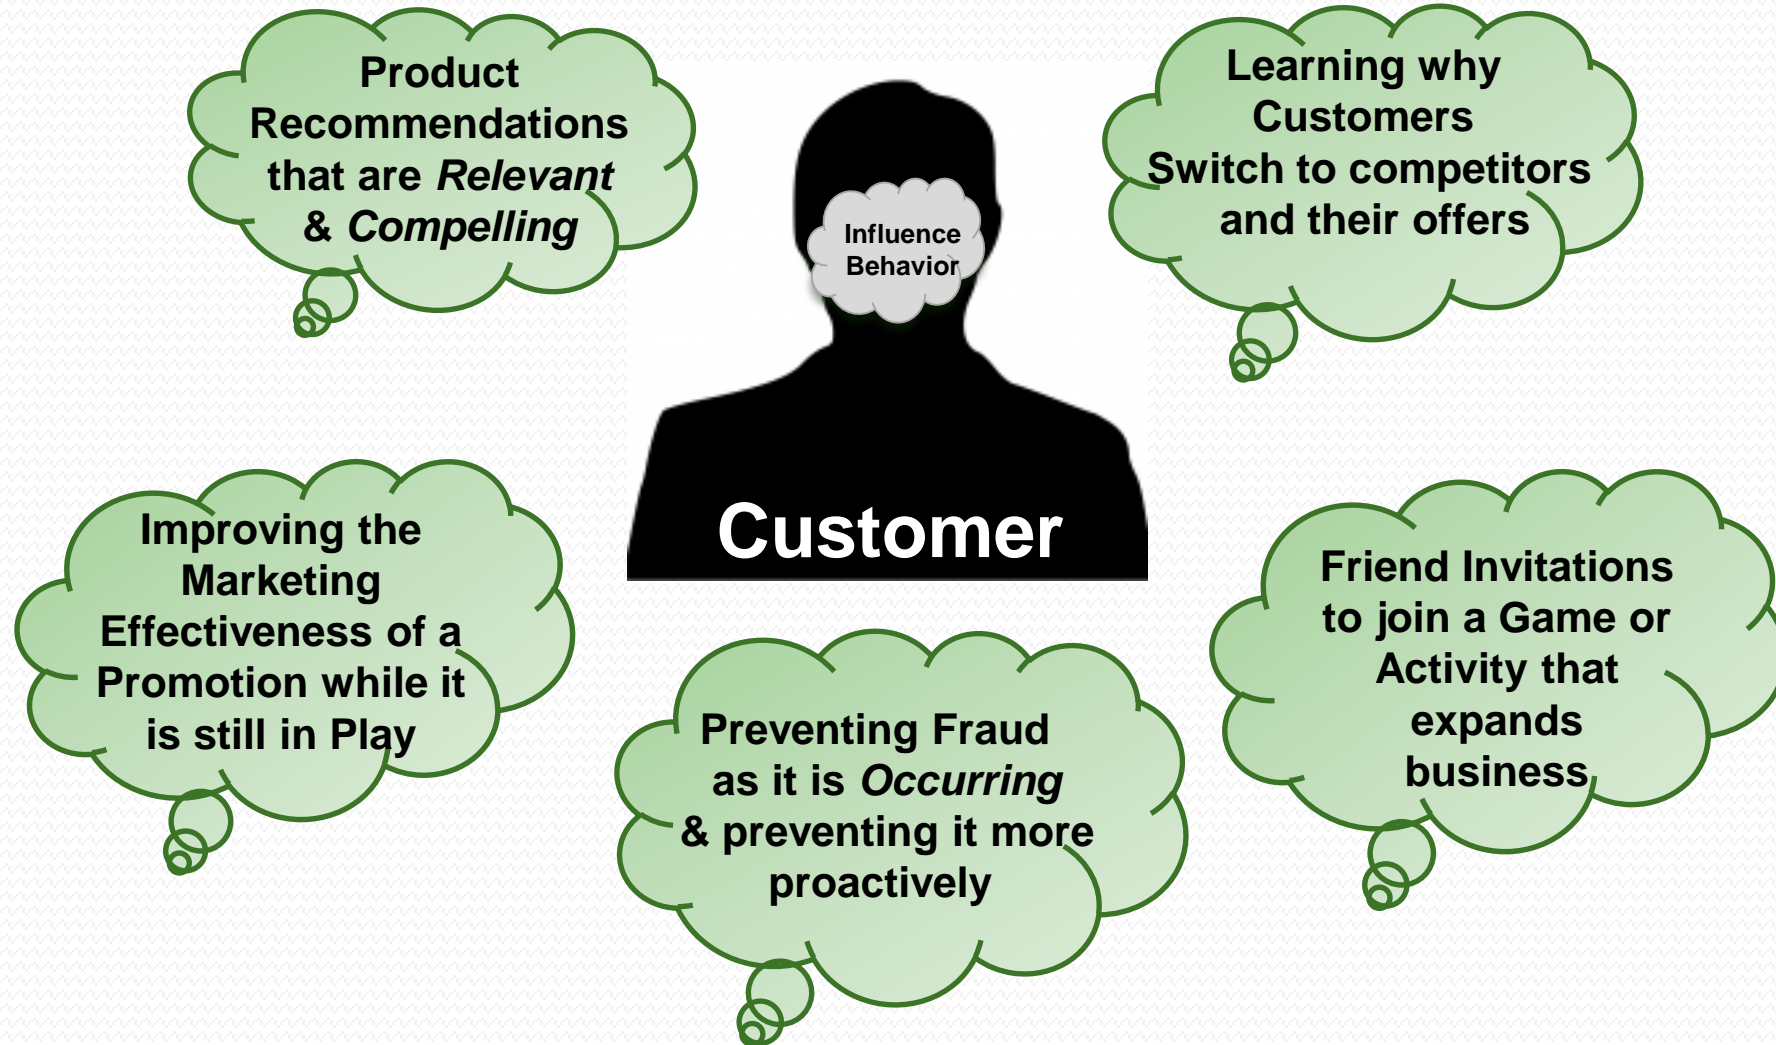 Product
Recommendations
that are Relevant
& Compelling
Influence
Behavior
Learning why
Customers
Switch to competitors
and their offers
Customer
Improving the
Marketing
Effectiveness of a
Promotion while it
is still in Play
Preventing Fraud
as it is Occurring
& preventing it more
proactively
Friend Invitations
to join a Game or
Activity that
expands
business